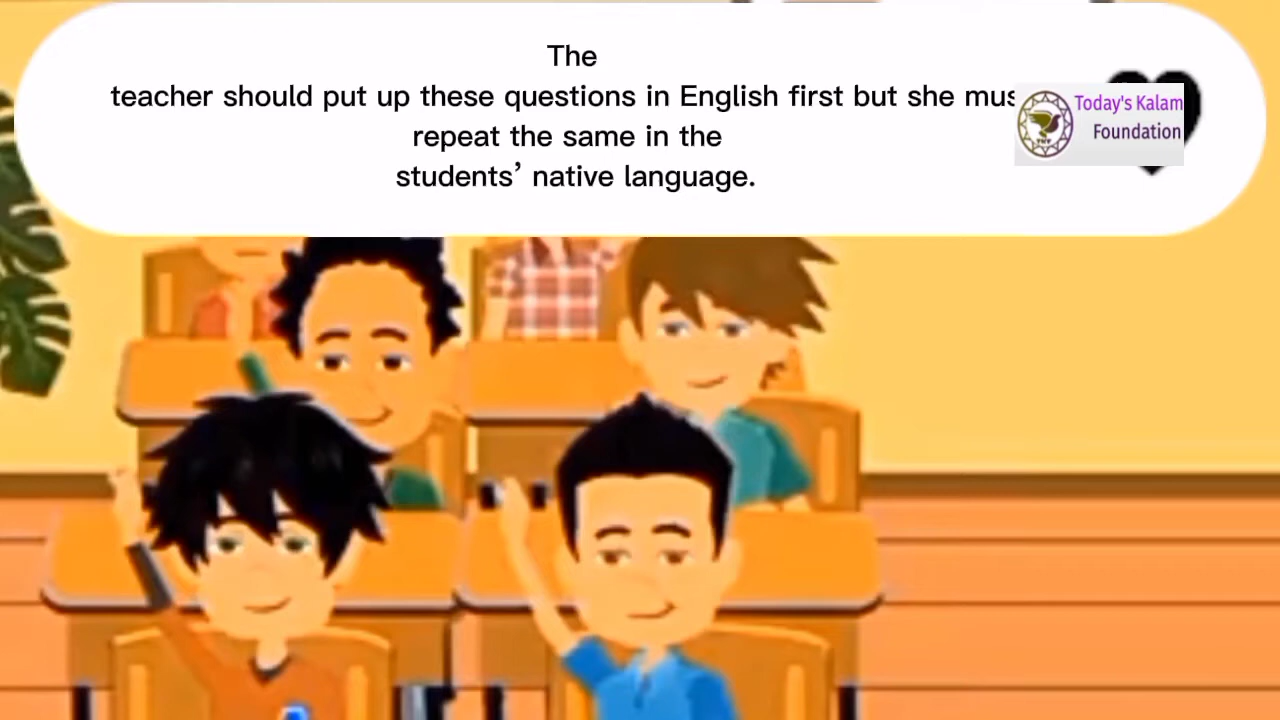 The
teacher should put up these questions in English first but she
repeat the same in the
students’ native language.
Today's Kalam
Foundation